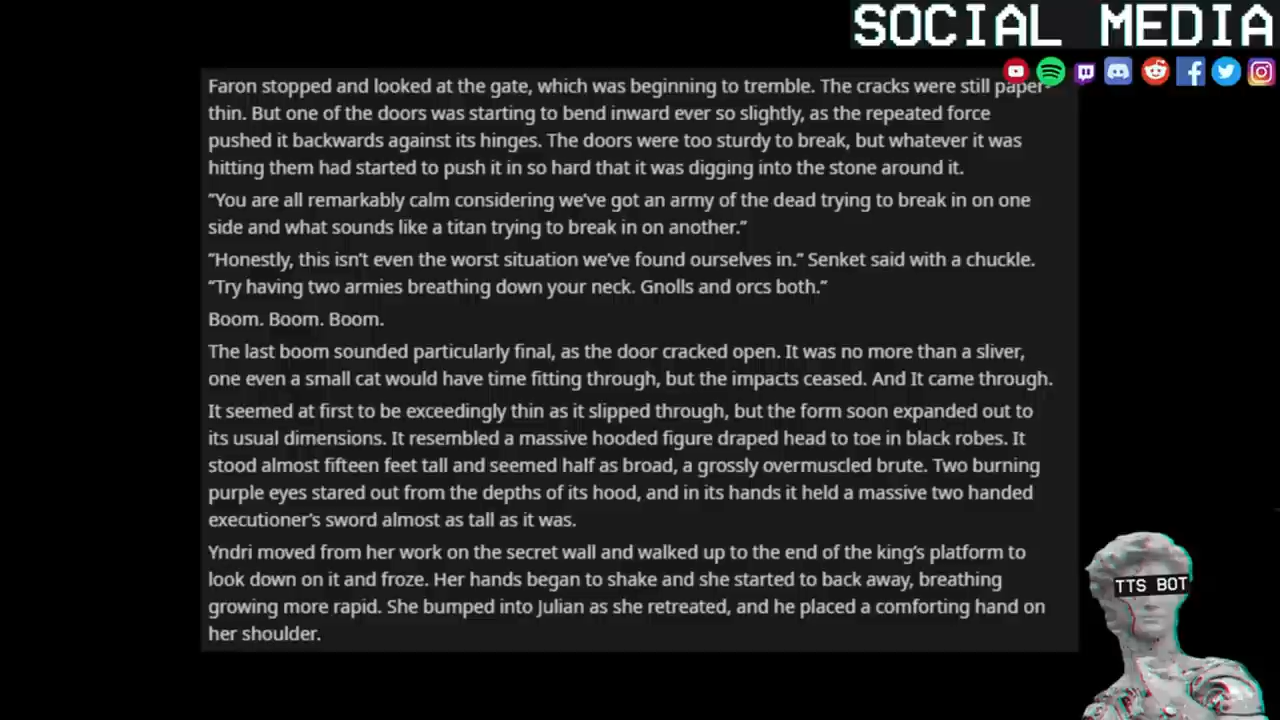 SOCIAL MEDIA
Faron stopped and looked at the gate, which was beginning to tremble. The cracks were still paper-
thin. But one of the doors was starting to bend inward ever so slightly, as the repeated force
pushed it backwards against its hinges. The doors were too sturdy to break, but whatever it was
hitting them had started to push it in so hard that it was digging into the stone around it.
"You are all remarkably calm considering we've got an army of the dead trying to break in on one
side and what sounds like a titan trying to break in on another."
"Honestly, this isn't even the worst situation we've found ourselves in." Senket said with a chuckle.
"Try having two armies breathing down your neck. Gnolls and orcs both."
Boom. Boom. Boom.
The last boom sounded particularly final, as the door cracked open. It was no more than a sliver,
one even a small cat would have time fitting through, but the impacts ceased. And It came through.
It seemed at first to be exceedingly thin as it slipped through, but the form soon expanded out to
its usual dimensions. It resembled a massive hooded figure draped head to toe in black robes. It
stood almost fifteen feet tall and seemed half as broad, a grossly overmuscled brute. Two burning
purple eyes stared out from the depths of its hood, and in its hands it held a massive two handed
executioner's sword almost as tall as it was.
Yndri moved from her work on the secret wall and walked up to the end of the king's platform to
look down on it and froze. Her hands began to shake and she started to back away, breathing
growing more rapid. She bumped into Julian as she retreated, and he placed a comforting hand on
her shoulder.
TTS BOT